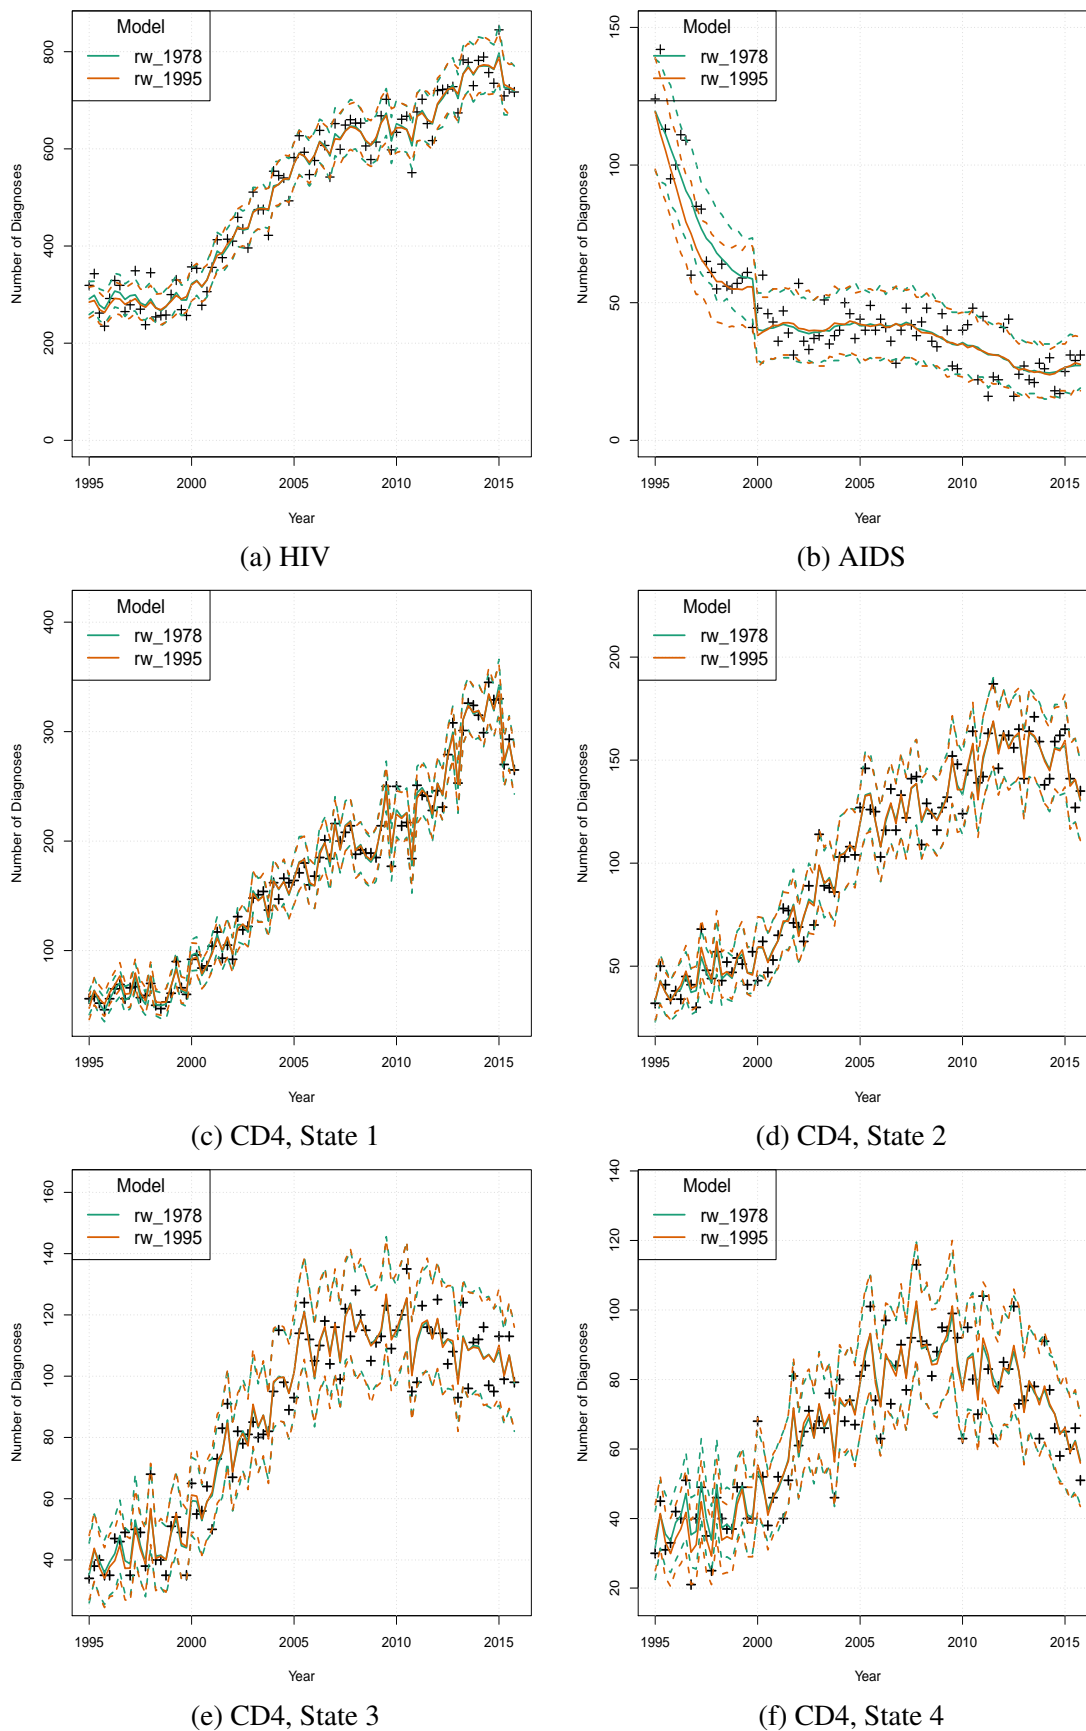 Model
rw_1978
rw_1995
Number of Diagnoses
0
200
400
600
800
1995 2000 2005 2010 2015
Year
(a) HIV
Model
rw_1978
rw_1995
Number of Diagnoses
0
50
100
150
1995 2000 2005 2010 2015
Year
(b) AIDS
Model
rw_1978
rw_1995
Number of Diagnoses
100
200
300
400
1995 2000 2005 2010 2015
Year
(c) CD4, State 1
Model
rw_1978
rw_1995
Number of Diagnoses
50
100
150
200
1995 2000 2005 2010 2015
Year
(d) CD4, State 2
Model
rw_1978
rw_1995
Number of Diagnoses
40
60
80
100
120
140
160
1995 2000 2005 2010 2015
Year
(e) CD4, State 3
Model
rw_1978
rw_1995
Number of Diagnoses
20
40
60
80
100
120
140
1995 2000 2005 2010 2015
Year
(f) CD4, State 4